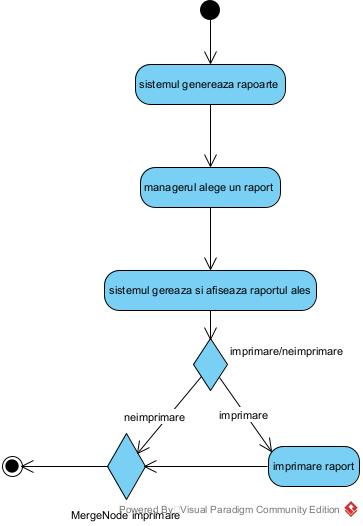 sistemul genereaza rapoarte
managerul alege un raport
sistemul gereaza si afiseaza raportul ales
imprimare/neimprimare
neimprimare
imprimare
imprimare raport
MergeNode imprimare
Powered By: Visual Paradigm Community Edition